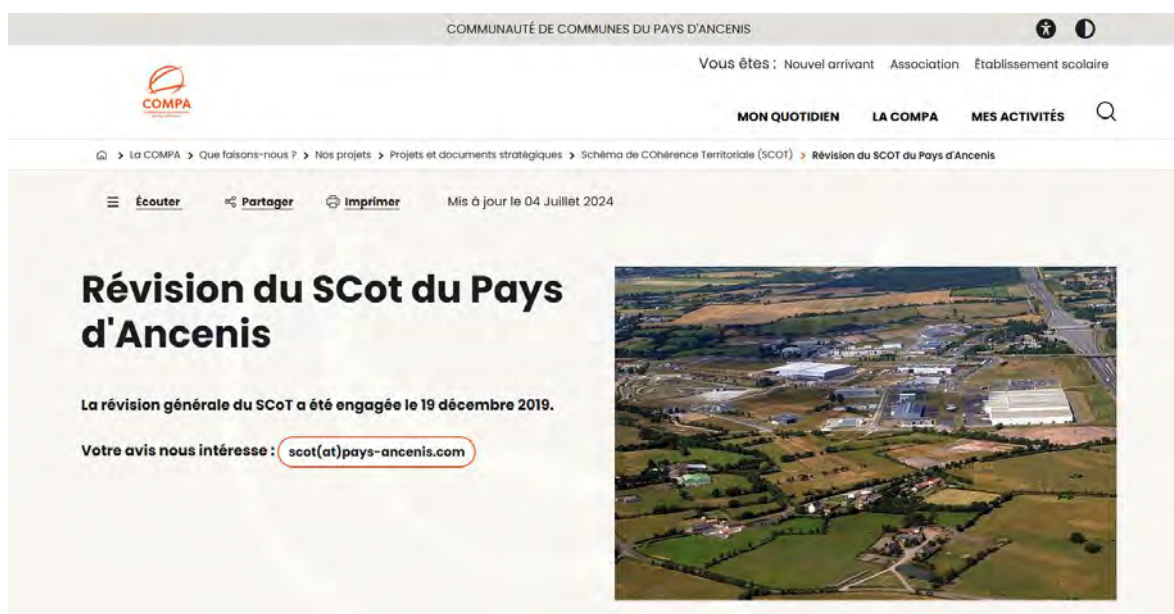 COMMUNAUTÉ DE COMMUNES DU PAYS D'ANCENIS
Vous êtes : Nouvel arrivant Association Établissement scolaire
COMPA
MON QUOTIDIEN LA COMPA MES ACTIVITÉS
La COMPA > Que faisons-nous ? > Nos projets > Projets et documents stratégiques > Schéma de COhérence Territoriale (SCOT) > Révision du SCOT du Pays d'Ancenis
Écouter Partager Imprimer Mis à jour le 04 Juillet 2024
Révision du SCot du Pays
d'Ancenis
La révision générale du SCoT a été engagée le 19 décembre 2019.
Votre avis nous intéresse : scot(at)pays-ancenis.com